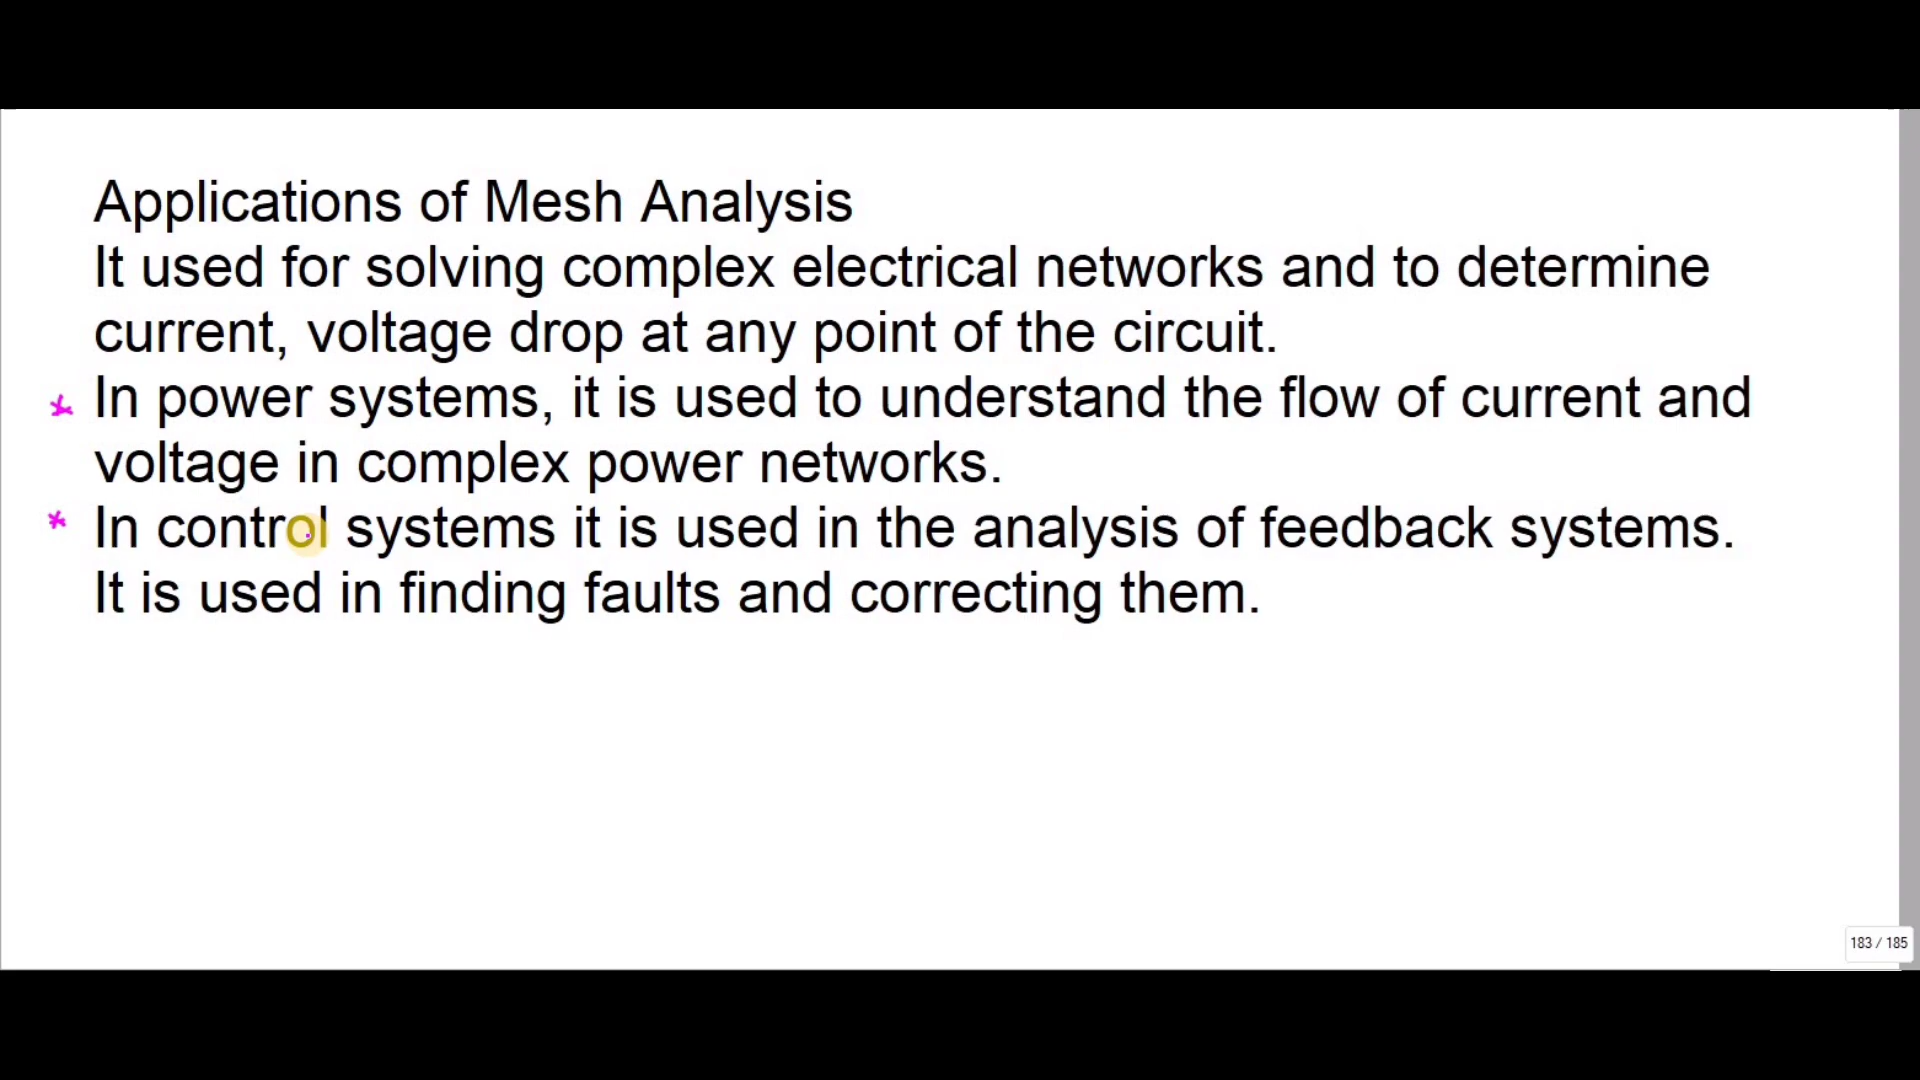 Applications of Mesh Analysis
It used for solving complex electrical networks and to determine
current, voltage drop at any point of the circuit.
* In power systems, it is used to understand the flow of current and
voltage in complex power networks.
* In control systems it is used in the analysis of feedback systems.
It is used in finding faults and correcting them.
183 / 185